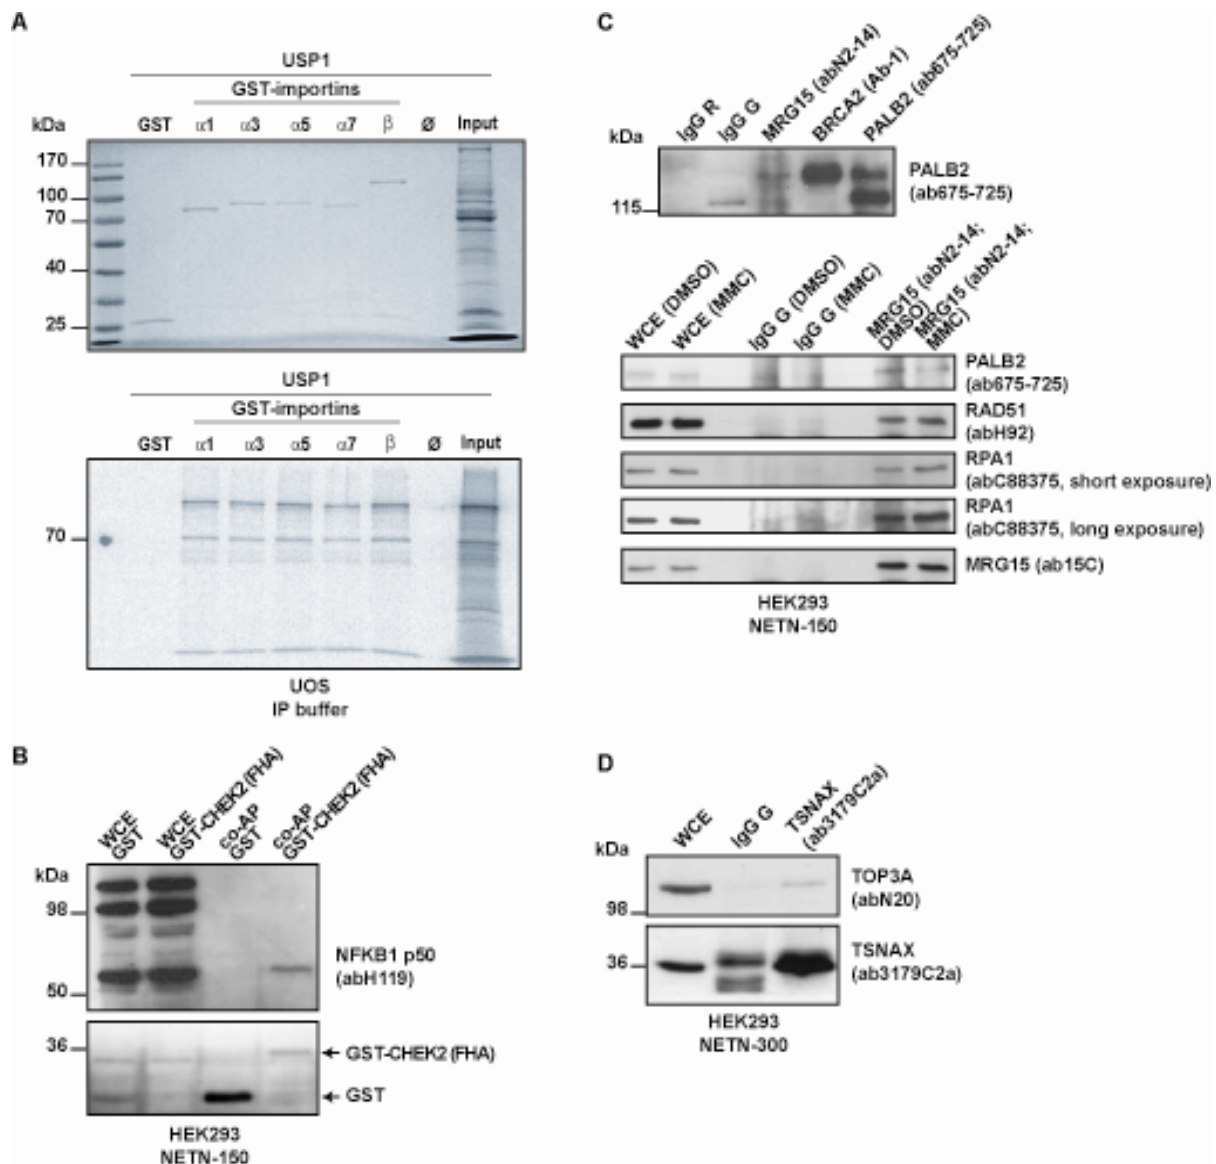 A
USP1
GST-importins
kDa
GST α1 α3 α5 α7 β Ø Input
170
100
70
40
25
USP1
GST-importins
GST α1 α3 α5 α7 β Ø Input
70
UOS
IP buffer
B
WCE
GST
WCE
GST-CHEK2 (FHA)
co-AP
GST
co-AP
GST-CHEK2 (FHA)
kDa
98
50
NFKB1 p50
(abH119)
36
GST-CHEK2 (FHA)
GST
HEK293
NETN-150
C
IgG R
IgG G
MRG15 (abN2-14)
BRCA2 (Ab-1)
PALB2 (ab675-725)
kDa
115
PALB2
(ab675-725)
WCE (DMSO)
WCE (MMC)
IgG G (DMSO)
IgG G (MMC)
MRG15 (abN2-14;
DMSO)
MRG15 (abN2-14;
MMC)
PALB2
(ab675-725)
RAD51
(abH92)
RPA1
(abC88375, short exposure)
RPA1
(abC88375, long exposure)
MRG15 (ab15C)
HEK293
NETN-150
D
WCE
IgG G
TSNAX
(ab3179C2a)
kDa
98
TOP3A
(abN20)
36
TSNAX
(ab3179C2a)
HEK293
NETN-300